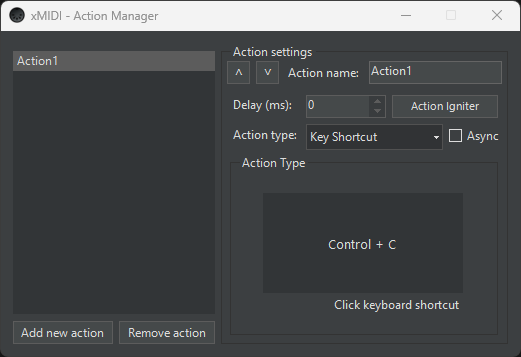 xMIDI - Action Manager
Action1
Add new action
Remove action
Action settings
Action name:
Action1
Delay (ms):
0
Action Igniter
Action type:
Key Shortcut
Async
Action Type
Control + C
Click keyboard shortcut